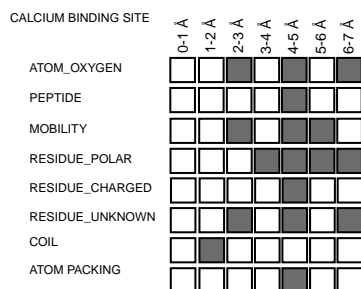 CALCIUM BINDING SITE
0-1 Å
1-2 Å
2-3 Å
3-4 Å
4-5 Å
5-6 Å
6-7 Å
ATOM_OXYGEN
PEPTIDE
MOBILITY
RESIDUE_POLAR
RESIDUE_CHARGED
RESIDUE_UNKNOWN
COIL
ATOM PACKING